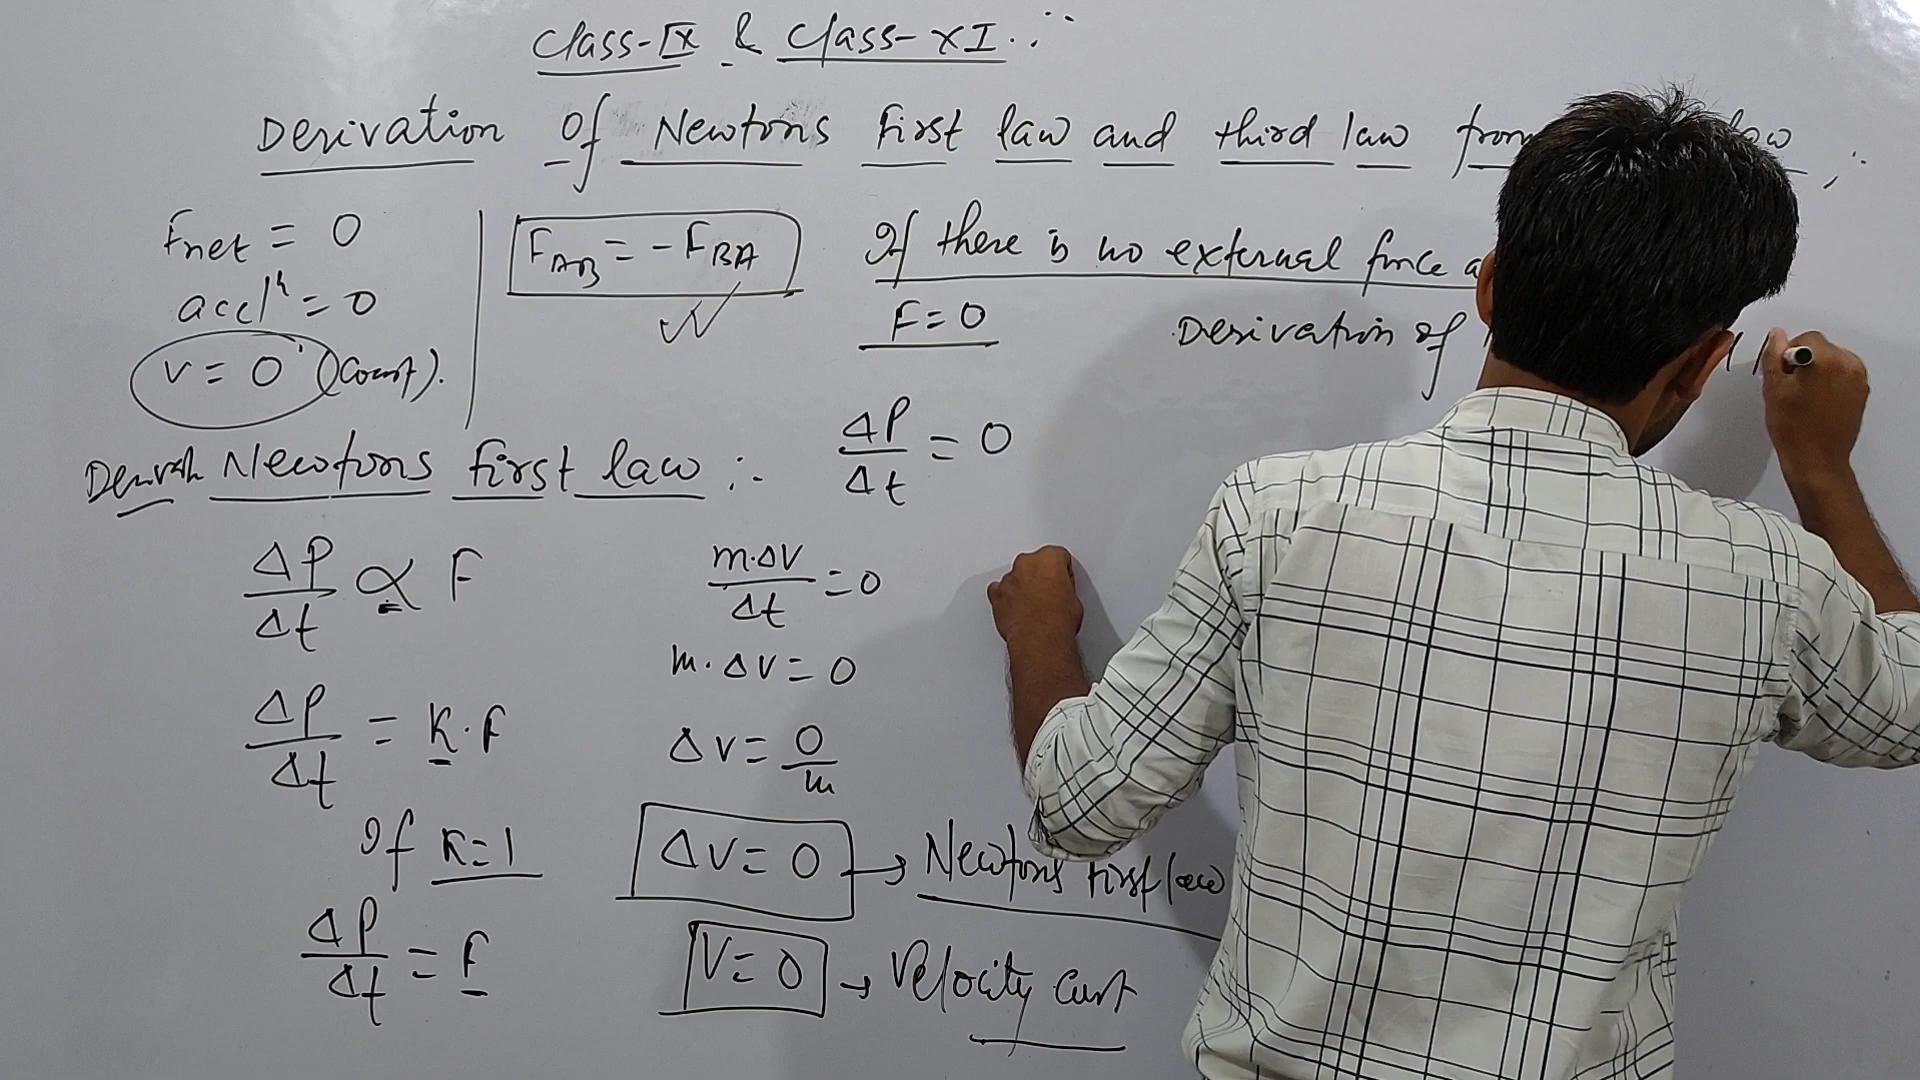 Class-IX & Class-XI :
Derivation of Newtons first law and third law from law :
Fnet = 0
accln = 0
v = 0 (const).
FAB = -FBA
If there is no external force
F = 0
Derivation of
ΔP/Δt = 0
Newtons first law :-
ΔP/Δt ∝ F
ΔP/Δt = K.F
If K=1
ΔP/Δt = F
m.ΔV/Δt = 0
m.ΔV = 0
ΔV = 0/m
ΔV = 0 → Newtons first law
V = 0 → Velocity const